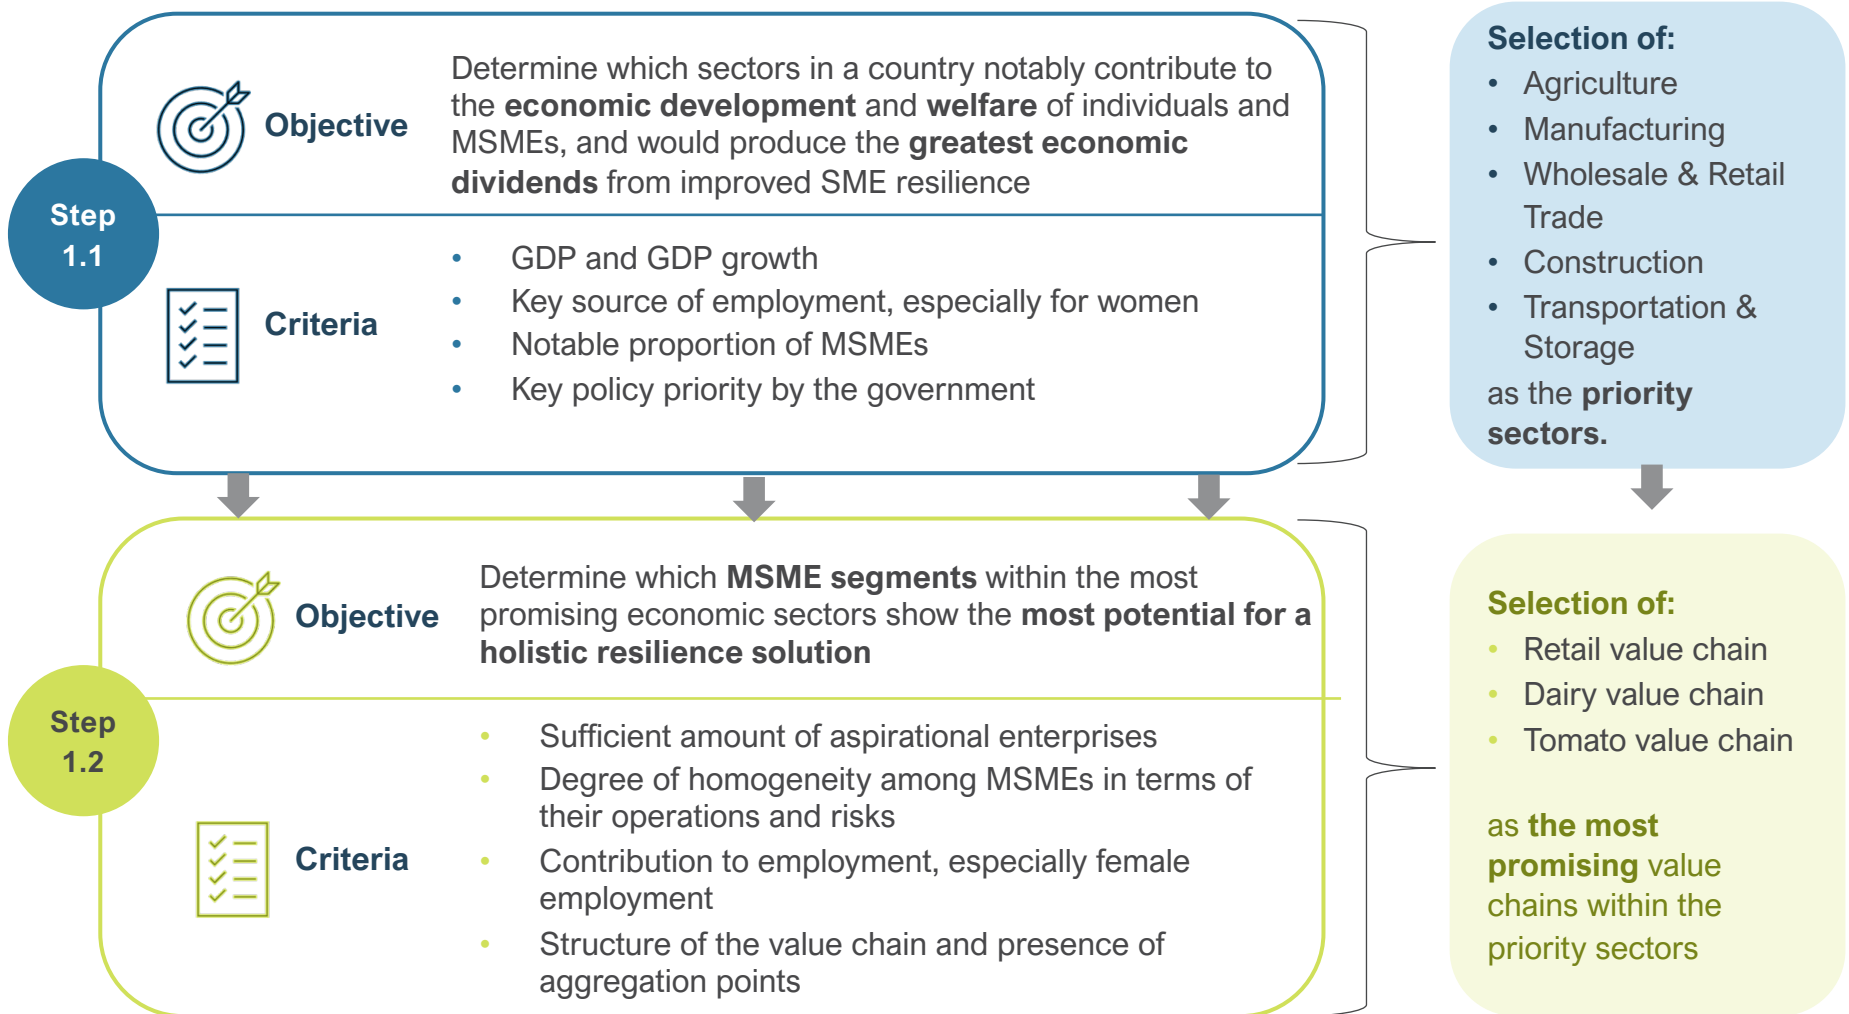 Step
1.1
Objective
Determine which sectors in a country notably contribute to
the economic development and welfare of individuals and
MSMEs, and would produce the greatest economic
dividends from improved SME resilience
Criteria
• GDP and GDP growth
• Key source of employment, especially for women
• Notable proportion of MSMEs
• Key policy priority by the government
Selection of:
• Agriculture
• Manufacturing
• Wholesale & Retail
Trade
• Construction
• Transportation &
Storage
as the priority
sectors.
Step
1.2
Objective
Determine which MSME segments within the most
promising economic sectors show the most potential for a
holistic resilience solution
Criteria
• Sufficient amount of aspirational enterprises
• Degree of homogeneity among MSMEs in terms of
their operations and risks
• Contribution to employment, especially female
employment
• Structure of the value chain and presence of
aggregation points
Selection of:
• Retail value chain
• Dairy value chain
• Tomato value chain
as the most
promising value
chains within the
priority sectors